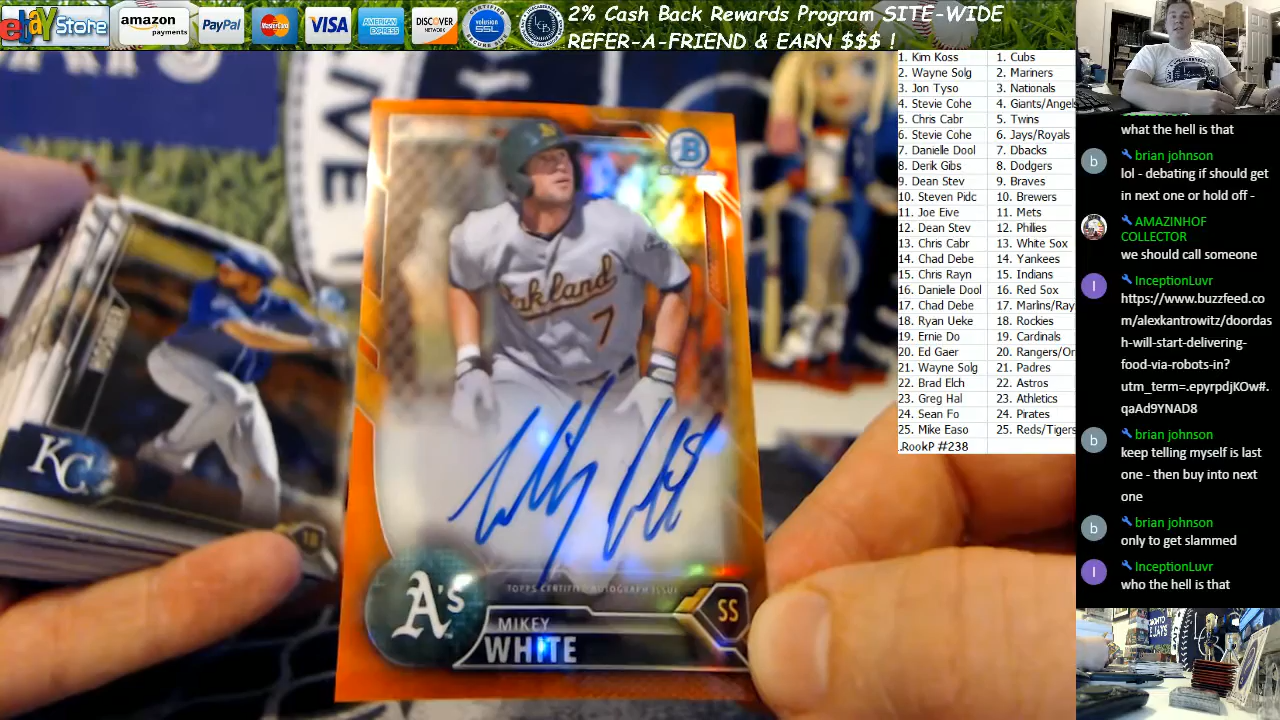 ebay Store
amazon
payments
PayPal
MasterCard
VISA
AMERICAN
EXPRESS
DISCOVER
NETWORK
2% Cash Back Rewards Program SITE-WIDE
REFER-A-FRIEND & EARN $$$ !
1. Kim Koss 1. Cubs
2. Wayne Solg 2. Mariners
3. Jon Tyso 3. Nationals
4. Stevie Cohe 4. Giants/Angels
5. Chris Cabr 5. Twins
6. Stevie Cohe 6. Jays/Royals
7. Danielle Dool 7. Dbacks
8. Derik Gibs 8. Dodgers
9. Dean Stev 9. Braves
10. Steven Pidc 10. Brewers
11. Joe Eive 11. Mets
12. Dean Stev 12. Philies
13. Chris Cabr 13. White Sox
14. Chad Debe 14. Yankees
15. Chris Rayn 15. Indians
16. Danielle Dool 16. Red Sox
17. Chad Debe 17. Marlins/Ray
18. Ryan Ueke 18. Rockies
19. Ernie Do 19. Cardinals
20. Ed Gaer 20. Rangers/Or
21. Wayne Solg 21. Padres
22. Brad Elch 22. Astros
23. Greg Hal 23. Athletics
24. Sean Fo 24. Pirates
25. Mike Easo 25. Reds/Tigers
.RookP #238
what the hell is that
b
brian johnson
lol - debating if should get
in next one or hold off -
AMAZINHOF
COLLECTOR
we should call someone
I
InceptionLuvr
https://www.buzzfeed.co
m/alexkantrowitz/doordas
h-will-start-delivering-
food-via-robots-in?
utm_term=.epyrpdjKOw#.
qaAd9YNAD8
b
brian johnson
keep telling myself is last
one - then buy into next
one
b
brian johnson
only to get slammed
I
InceptionLuvr
who the hell is that
B
Oakland
7
KC
TOPPS CERTIFIED AUTOGRAPH ISSUE
A's
MIKEY
WHITE
SS